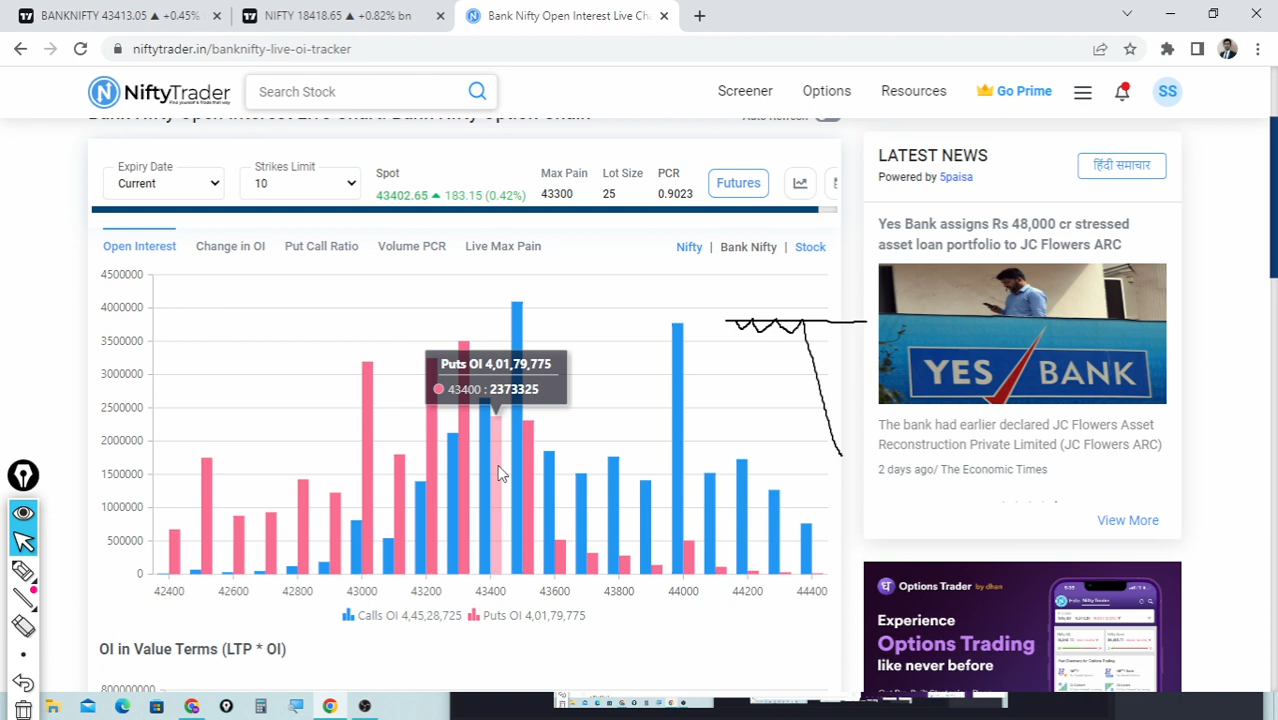 BANKNIFTY 43413.05 ▲ +0.45%
NIFTY 18418.65 ▲ +0.82% bn
Bank Nifty Open Interest Live Ch
niftytrader.in/banknifty-live-oi-tracker
NiftyTrader
Search Stock
Screener
Options
Resources
Go Prime
SS
Auto Refresh
Expiry Date
Current
Strikes Limit
10
Spot
43402.65 183.15 (0.42%)
Max Pain
43300
Lot Size
25
PCR
0.9023
Futures
Open Interest
Change in OI
Put Call Ratio
Volume PCR
Live Max Pain
Nifty | Bank Nifty | Stock
4500000
4000000
3500000
3000000
2500000
2000000
1500000
1000000
500000
0
Puts OI 4,01,79,775
43400 : 2373325
42400 42600 42800 43000 43200 43400 43600 43800 44000 44200 44400
Calls OI 4,45,28,725 Puts OI 4,01,79,775
OI in Value Terms (LTP * OI)
LATEST NEWS
Powered by 5paisa
हिंदी समाचार
Yes Bank assigns Rs 48,000 cr stressed
asset loan portfolio to JC Flowers ARC
YES BANK
The bank had earlier declared JC Flowers Asset
Reconstruction Private Limited (JC Flowers ARC)
2 days ago/ The Economic Times
View More
Options Trader by dhan
Experience
Options Trading
like never before